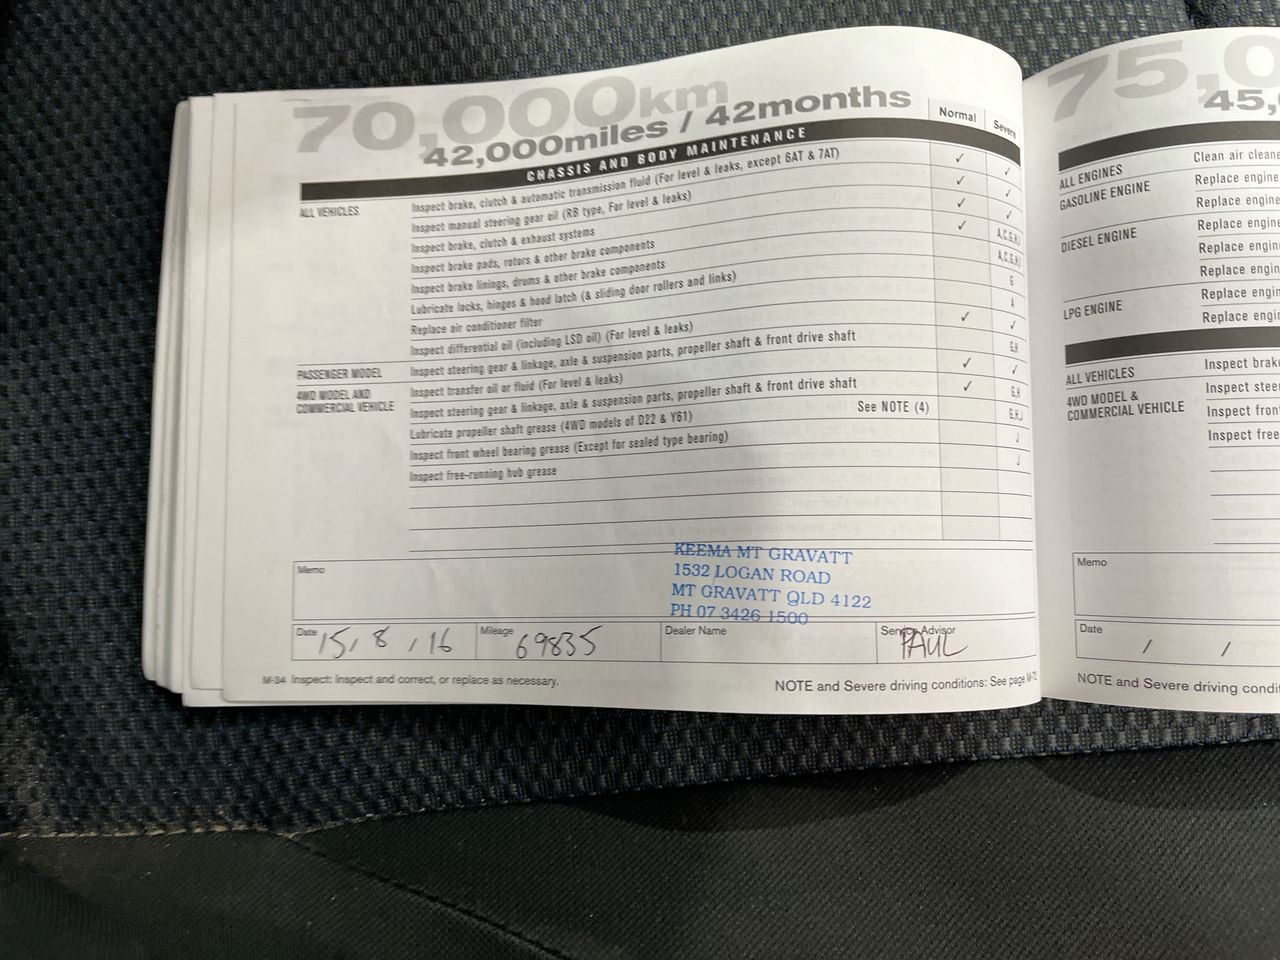 70,000km
42,000miles / 42months
Normal
Severe
CHASSIS AND BODY MAINTENANCE
ALL VEHICLES
Inspect brake, clutch & automatic transmission fluid (For level & leaks, except 6AT & 7AT) ✓ ✓
Inspect manual steering gear oil (RB type, For level & leaks) ✓ ✓
Inspect brake, clutch & exhaust systems ✓ ✓
Inspect brake pads, rotors & other brake components ✓ A,C,G,H,I
Inspect brake linings, drums & other brake components A,C,G,H,I
Lubricate locks, hinges & hood latch (& sliding door rollers and links) G
Replace air conditioner filter A
Inspect differential oil (including LSD oil) (For level & leaks) ✓ ✓
PASSENGER MODEL
Inspect steering gear & linkage, axle & suspension parts, propeller shaft & front drive shaft G,H
4WD MODEL AND
COMMERCIAL VEHICLE
Inspect transfer oil or fluid (For level & leaks) ✓ ✓
Inspect steering gear & linkage, axle & suspension parts, propeller shaft & front drive shaft ✓ G,H
Lubricate propeller shaft grease (4WD models of D22 & Y61) See NOTE (4) G,H,J
Inspect front wheel bearing grease (Except for sealed type bearing) J
Inspect free-running hub grease J
Memo
KEEMA MT GRAVATT
1532 LOGAN ROAD
MT GRAVATT QLD 4122
PH 07 3426 1500
Date 15/8/16
Mileage 69835
Dealer Name
Service Advisor PAUL
M-34 Inspect: Inspect and correct, or replace as necessary.
NOTE and Severe driving conditions: See page
75,0
45,
ALL ENGINES
Clean air cleane
GASOLINE ENGINE
Replace engine
Replace engine
DIESEL ENGINE
Replace engin
Replace engin
Replace engin
LPG ENGINE
Replace engin
Replace engin
ALL VEHICLES
Inspect brak
4WD MODEL &
COMMERCIAL VEHICLE
Inspect stee
Inspect fron
Inspect free
Memo
Date / /
NOTE and Severe driving condit